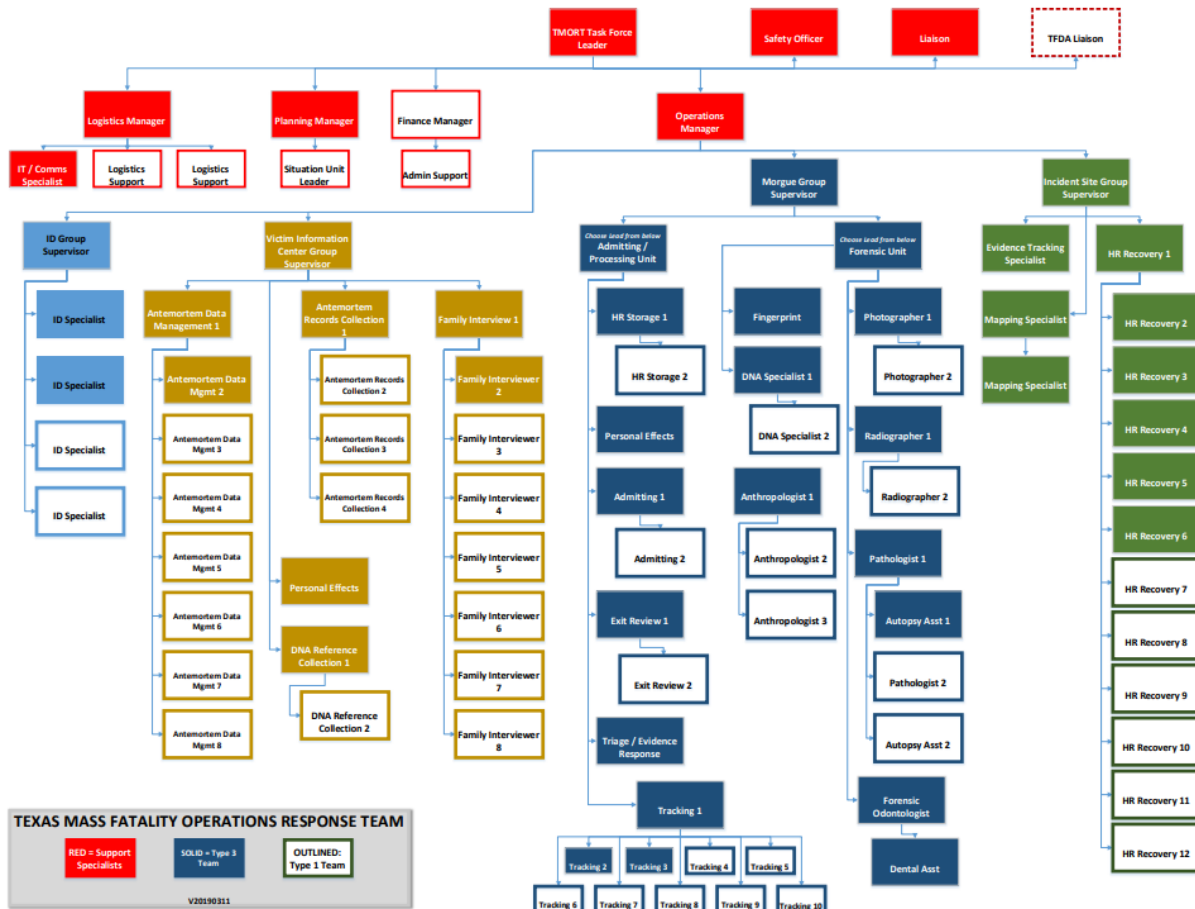 TMORT Task Force
Leader
Safety Officer
Liaison
TFDA Liaison
Logistics Manager
Planning Manager
Finance Manager
Operations
Manager
IT / Comms
Specialist
Logistics
Support
Logistics
Support
Situation Unit
Leader
Admin Support
Morgue Group
Supervisor
Incident Site Group
Supervisor
ID Group
Supervisor
Victim Information
Center Group
Supervisor
Choose Lead from below
Admitting /
Processing Unit
Choose Lead from below
Forensic Unit
Evidence Tracking
Specialist
HR Recovery 1
ID Specialist
ID Specialist
ID Specialist
ID Specialist
Antemortem Data
Management 1
Antemortem Data
Mgmt 2
Antemortem Data
Mgmt 3
Antemortem Data
Mgmt 4
Antemortem Data
Mgmt 5
Antemortem Data
Mgmt 6
Antemortem Data
Mgmt 7
Antemortem Data
Mgmt 8
Antemortem
Records Collection
1
Antemortem Records
Collection 2
Antemortem Records
Collection 3
Antemortem Records
Collection 4
Personal Effects
DNA Reference
Collection 1
DNA Reference
Collection 2
Family Interview 1
Family Interviewer
2
Family Interviewer
3
Family Interviewer
4
Family Interviewer
5
Family Interviewer
6
Family Interviewer
7
Family Interviewer
8
HR Storage 1
HR Storage 2
Personal Effects
Admitting 1
Admitting 2
Exit Review 1
Exit Review 2
Triage / Evidence
Response
Tracking 1
Tracking 2
Tracking 3
Tracking 4
Tracking 5
Tracking 6
Tracking 7
Tracking 8
Tracking 9
Tracking 10
Fingerprint
DNA Specialist 1
DNA Specialist 2
Anthropologist 1
Anthropologist 2
Anthropologist 3
Photographer 1
Photographer 2
Radiographer 1
Radiographer 2
Pathologist 1
Autopsy Asst 1
Pathologist 2
Autopsy Asst 2
Forensic
Odontologist
Dental Asst
Mapping Specialist
Mapping Specialist
HR Recovery 2
HR Recovery 3
HR Recovery 4
HR Recovery 5
HR Recovery 6
HR Recovery 7
HR Recovery 8
HR Recovery 9
HR Recovery 10
HR Recovery 11
HR Recovery 12
TEXAS MASS FATALITY OPERATIONS RESPONSE TEAM
RED = Support
Specialists
SOLID = Type 3
Team
OUTLINED:
Type 1 Team
V20190311